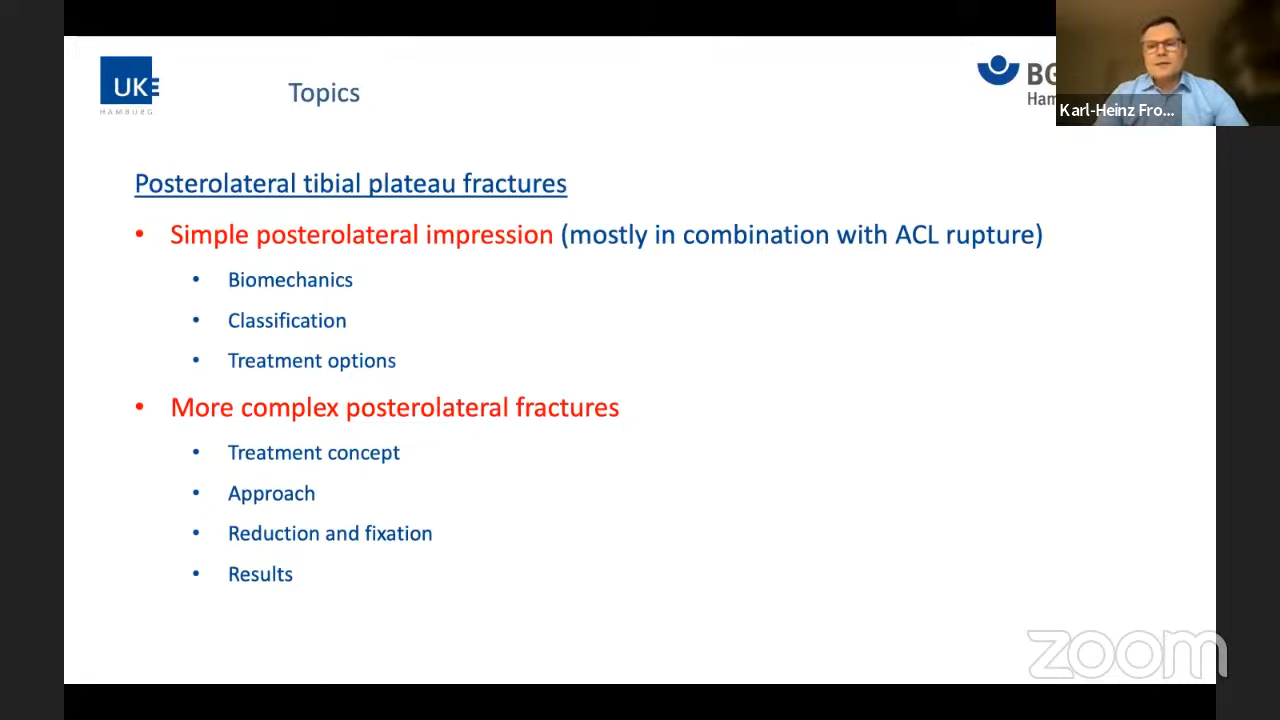 UKE
HAMBURG
Topics
BG
Ham
Karl-Heinz Fro...
Posterolateral tibial plateau fractures
• Simple posterolateral impression (mostly in combination with ACL rupture)
• Biomechanics
• Classification
• Treatment options
• More complex posterolateral fractures
• Treatment concept
• Approach
• Reduction and fixation
• Results
zoom